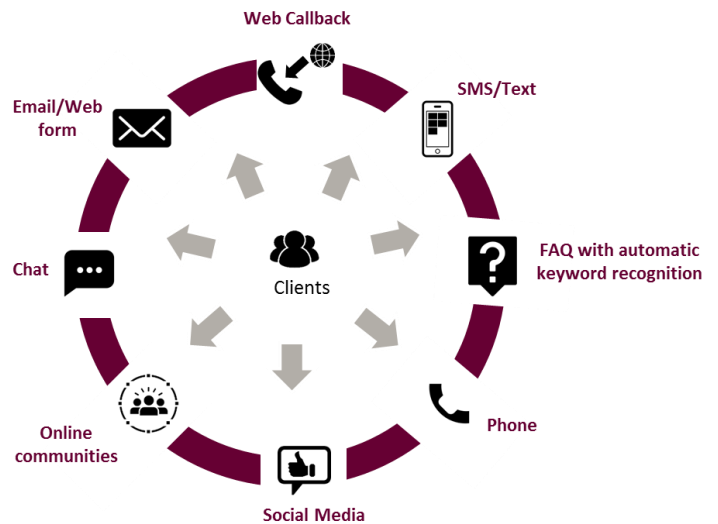 Web Callback
SMS/Text
Email/Web
form
FAQ with automatic
keyword recognition
Chat
Clients
Phone
Online
communities
Social Media